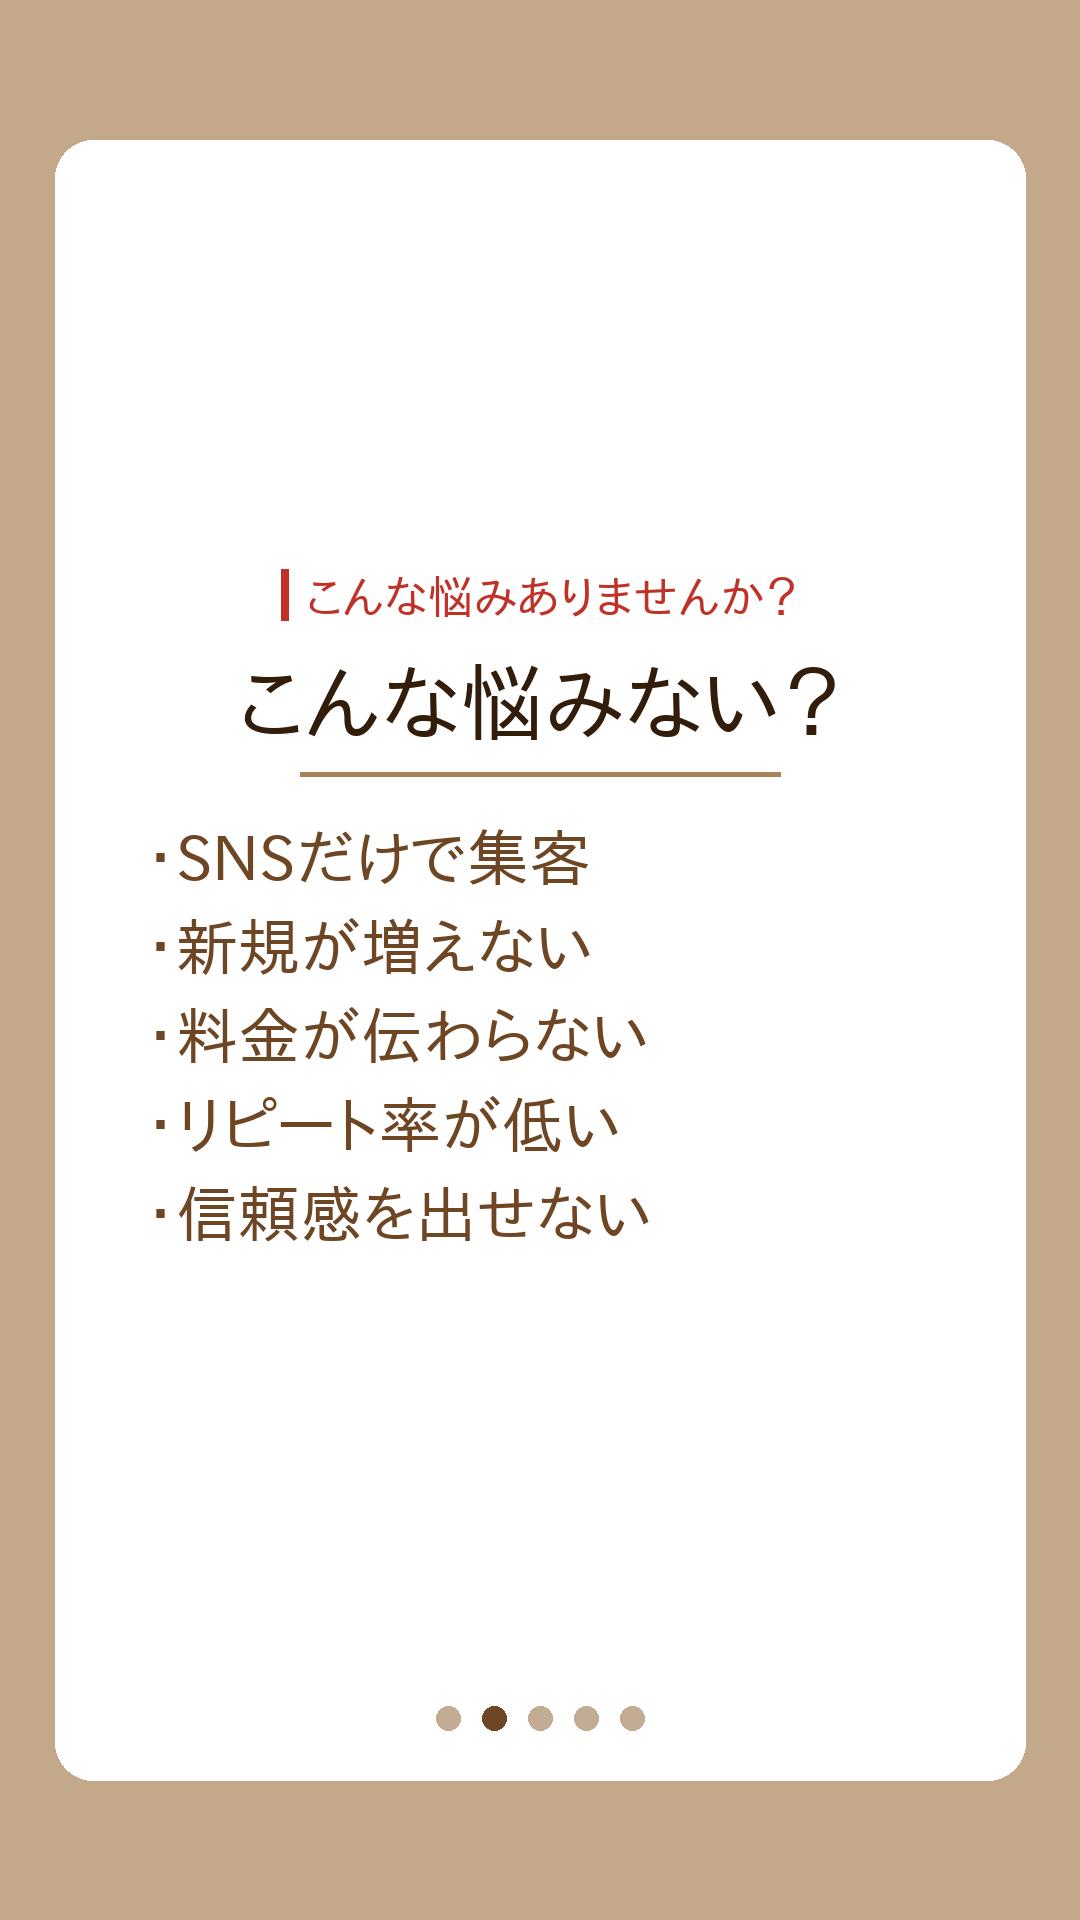 こんな悩みありませんか？
こんな悩みない？
・SNSだけで集客
・新規が増えない
・料金が伝わらない
・リピート率が低い
・信頼感を出せない